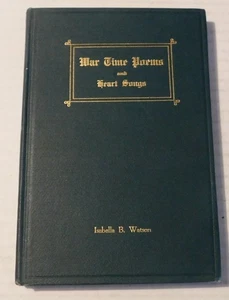 War Time Poems
and
Heart Songs
Isabella B. Watson